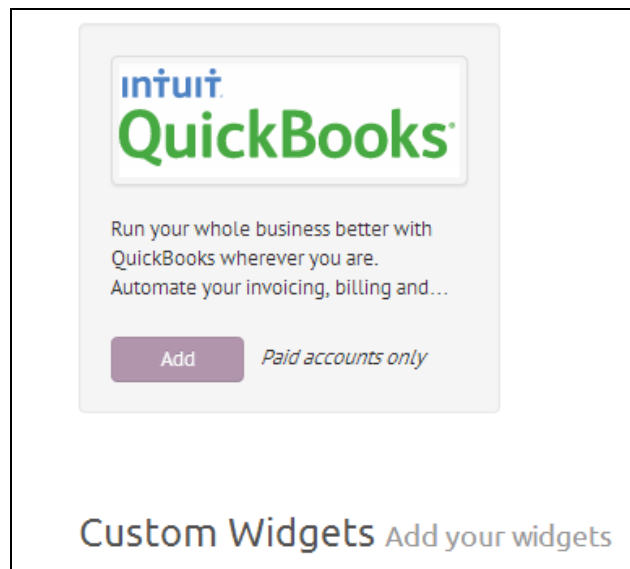 intuit.
QuickBooks
Run your whole business better with
QuickBooks wherever you are.
Automate your invoicing, billing and...
Add Paid accounts only
Custom Widgets Add your widgets